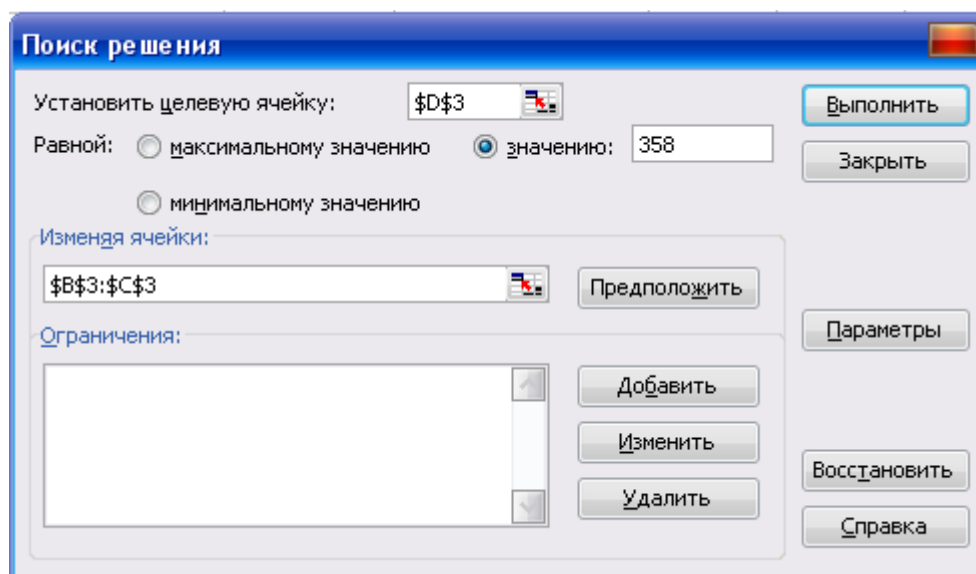 Поиск решения
Установить целевую ячейку: $D$3
Выполнить
Равной: максимальному значению значению: 358
Закрыть
минимальному значению
Изменяя ячейки:
$B$3:$C$3
Предположить
Ограничения:
Параметры
Добавить
Изменить
Восстановить
Удалить
Справка